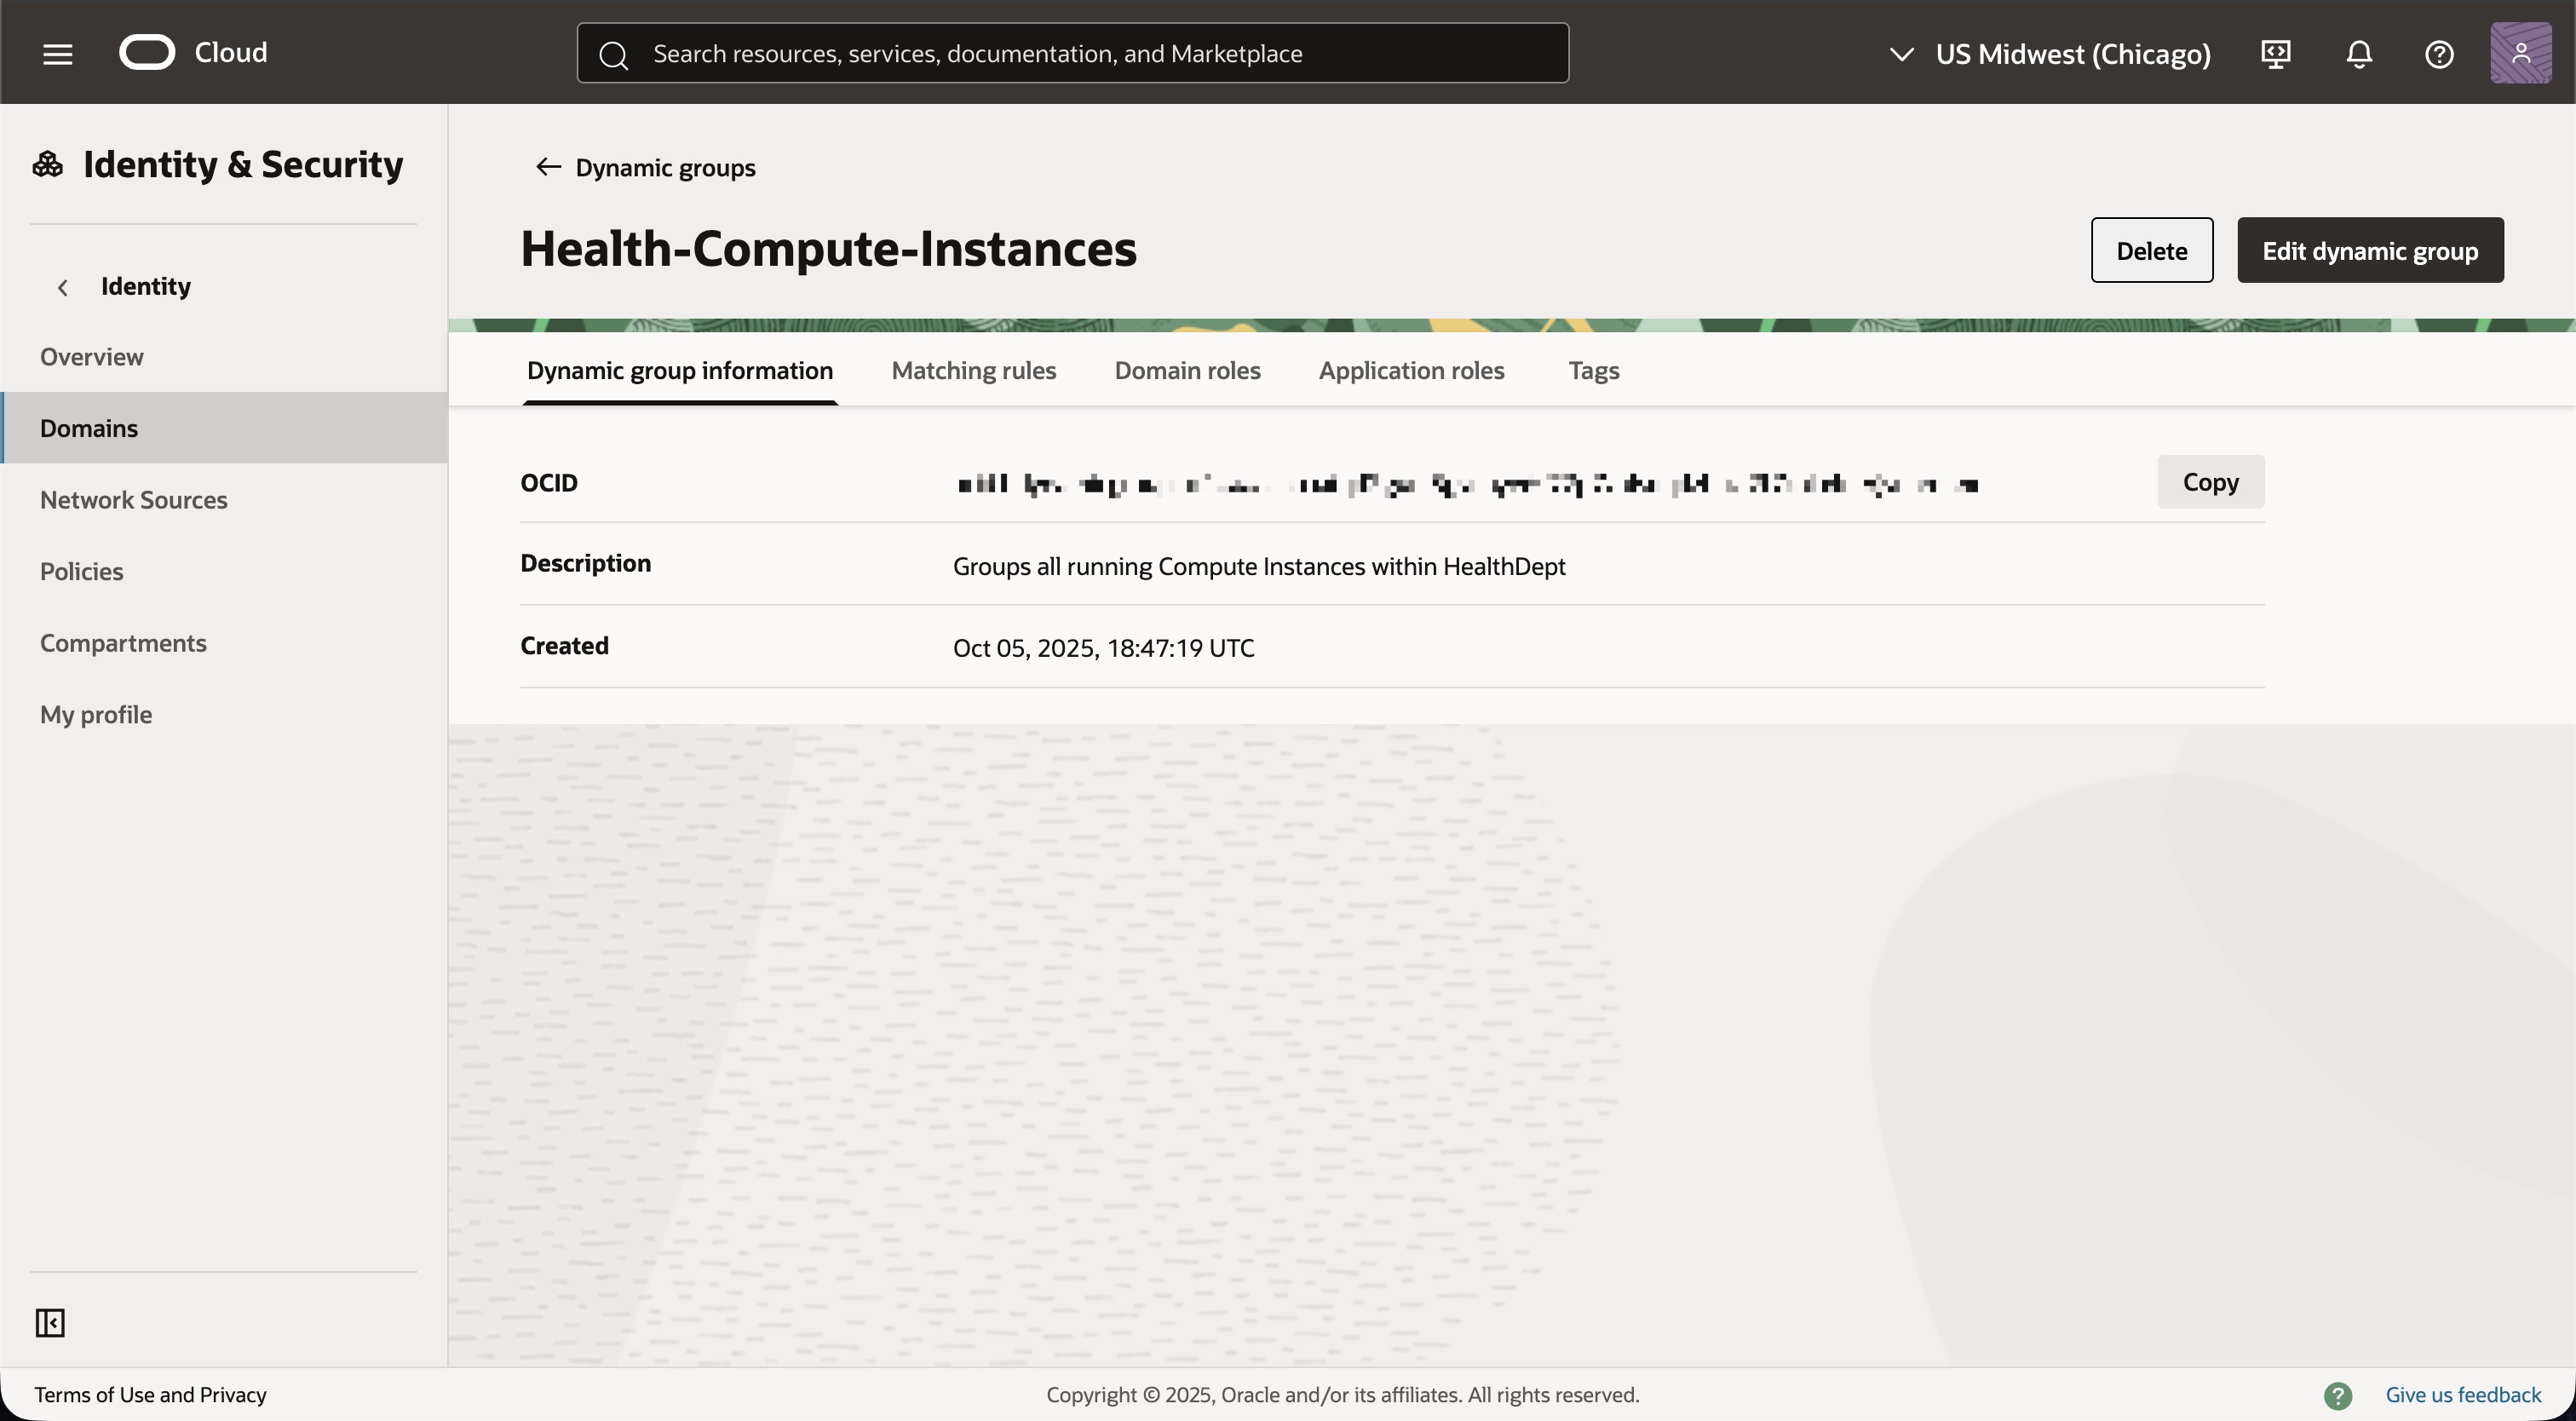 Cloud
Search resources, services, documentation, and Marketplace
US Midwest (Chicago)
Identity & Security
Identity
Overview
Domains
Network Sources
Policies
Compartments
My profile
Dynamic groups
Health-Compute-Instances
Delete
Edit dynamic group
Dynamic group information
Matching rules
Domain roles
Application roles
Tags
OCID
Copy
Description
Groups all running Compute Instances within HealthDept
Created
Oct 05, 2025, 18:47:19 UTC
Terms of Use and Privacy
Copyright © 2025, Oracle and/or its affiliates. All rights reserved.
Give us feedback